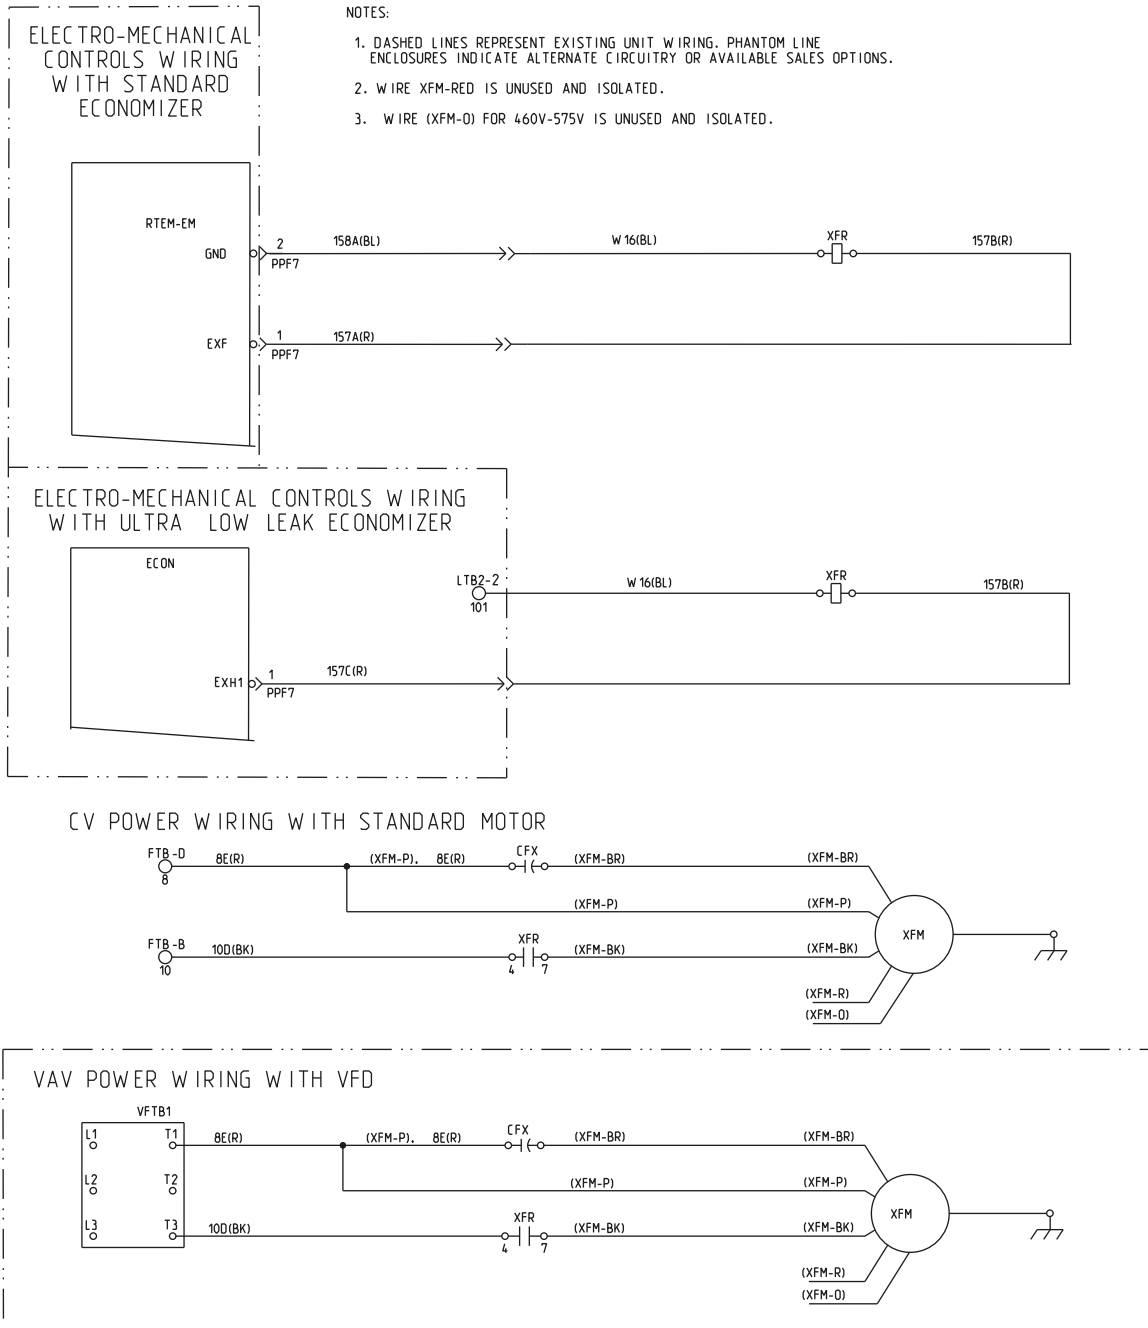 NOTES:
1. DASHED LINES REPRESENT EXISTING UNIT WIRING. PHANTOM LINE
ENCLOSURES INDICATE ALTERNATE CIRCUITRY OR AVAILABLE SALES OPTIONS.
2. WIRE XFM-RED IS UNUSED AND ISOLATED.
3. WIRE (XFM-O) FOR 460V-575V IS UNUSED AND ISOLATED.
ELECTRO-MECHANICAL
CONTROLS WIRING
WITH STANDARD
ECONOMIZER
RTEM-EM
GND
2
PPF7
158A(BL)
W16(BL)
XFR
157B(R)
EXF
1
PPF7
157A(R)
ELECTRO-MECHANICAL CONTROLS WIRING
WITH ULTRA LOW LEAK ECONOMIZER
ECON
LTB2-2
101
W16(BL)
XFR
157B(R)
EXH1
1
PPF7
157C(R)
CV POWER WIRING WITH STANDARD MOTOR
FTB-D
8
8E(R)
(XFM-P). 8E(R)
CFX
(XFM-BR)
(XFM-BR)
(XFM-P)
(XFM-P)
XFM
FTB-B
10
10D(BK)
XFR
4 7
(XFM-BK)
(XFM-BK)
(XFM-R)
(XFM-O)
VAV POWER WIRING WITH VFD
VFTB1
L1 T1
8E(R)
(XFM-P). 8E(R)
CFX
(XFM-BR)
(XFM-BR)
L2 T2
(XFM-P)
(XFM-P)
XFM
L3 T3
10D(BK)
XFR
4 7
(XFM-BK)
(XFM-BK)
(XFM-R)
(XFM-O)